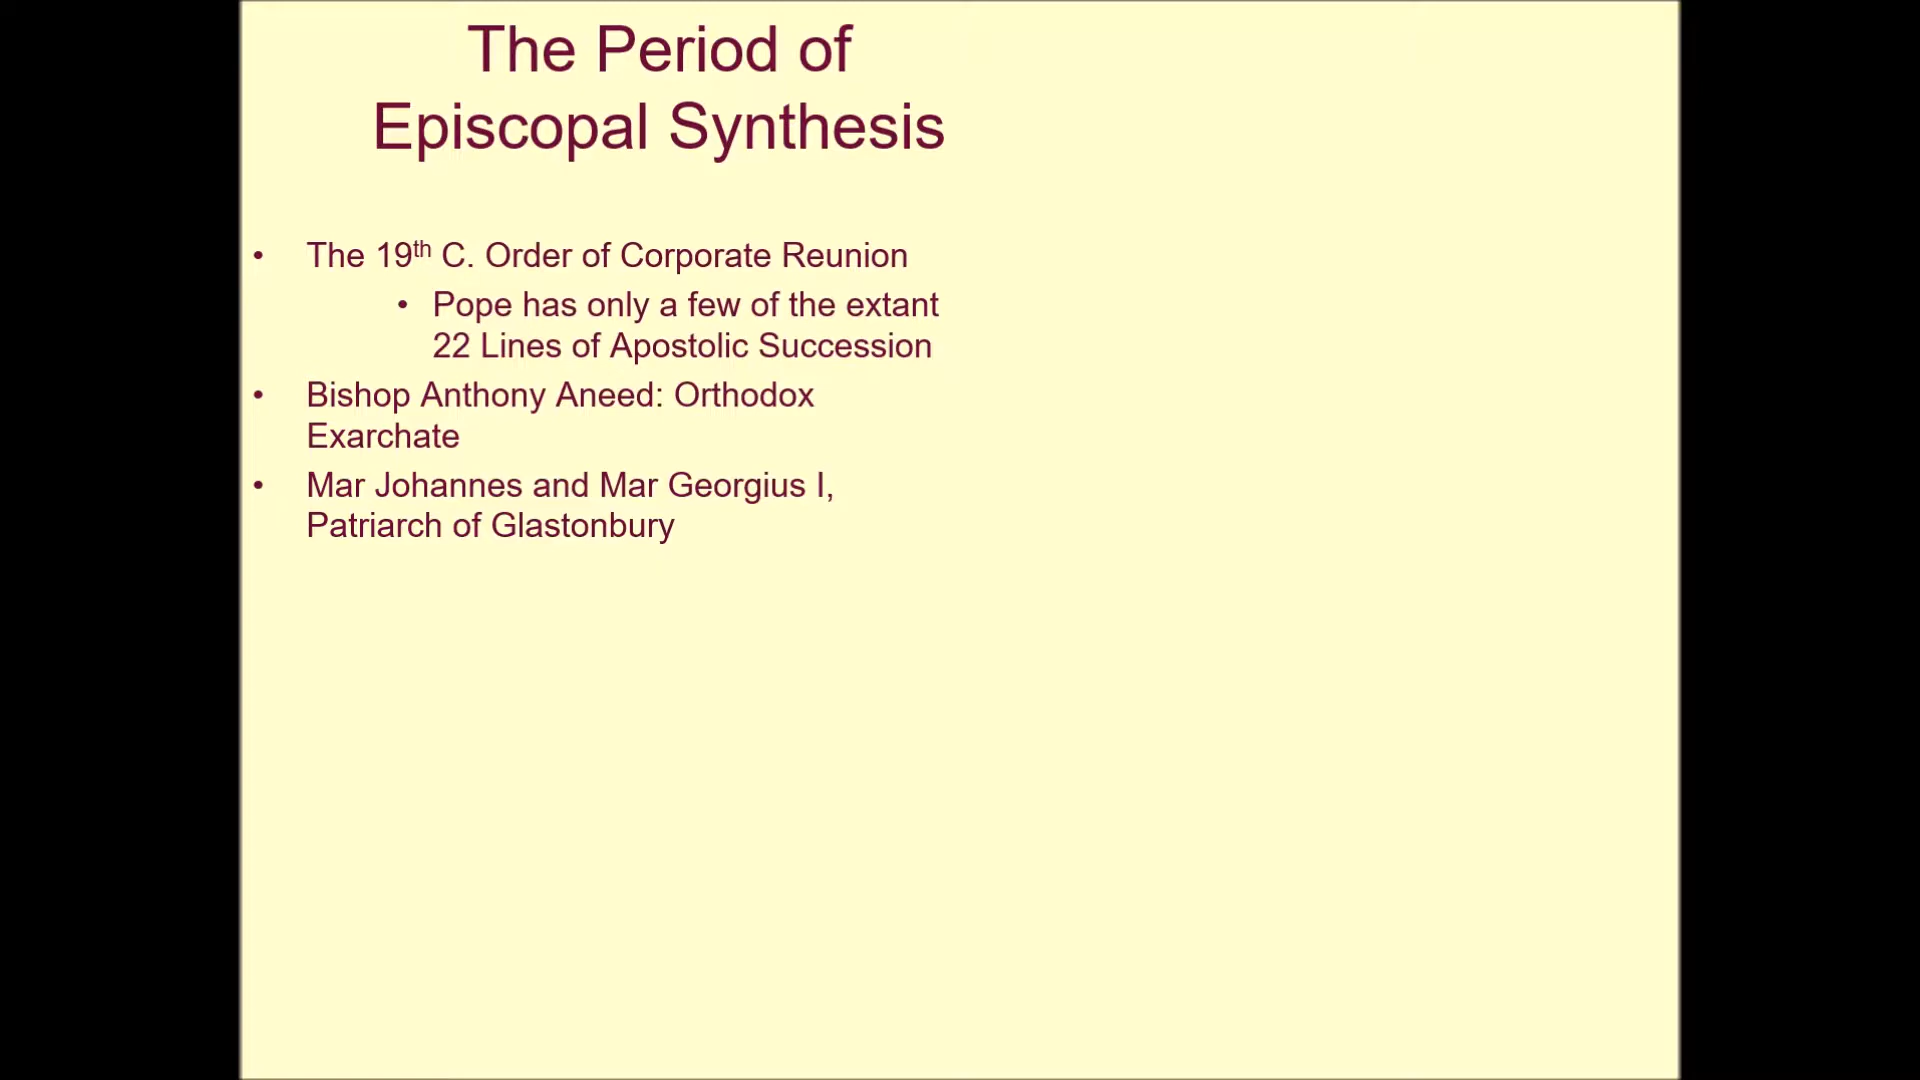 The Period of
Episcopal Synthesis
• The 19th C. Order of Corporate Reunion
• Pope has only a few of the extant
22 Lines of Apostolic Succession
• Bishop Anthony Aneed: Orthodox
Exarchate
• Mar Johannes and Mar Georgius I,
Patriarch of Glastonbury